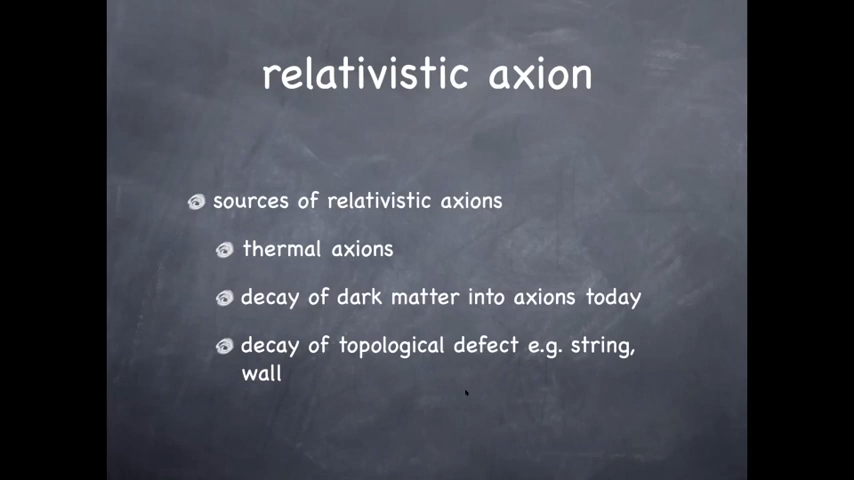 relativistic axion
sources of relativistic axions
thermal axions
decay of dark matter into axions today
decay of topological defect e.g. string,
wall